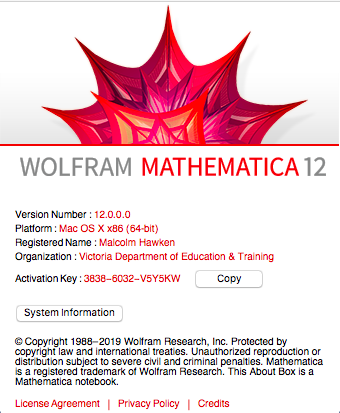 WOLFRAM MATHEMATICA 12
Version Number : 12.0.0.0
Platform : Mac OS X x86 (64-bit)
Registered Name : Malcolm Hawken
Organization : Victoria Department of Education & Training
Activation Key : 3838-6032-V5Y5KW Copy
System Information
© Copyright 1988–2019 Wolfram Research, Inc. Protected by
copyright law and international treaties. Unauthorized reproduction or
distribution subject to severe civil and criminal penalties. Mathematica
is a registered trademark of Wolfram Research. This About Box is a
Mathematica notebook.
License Agreement | Privacy Policy | Credits